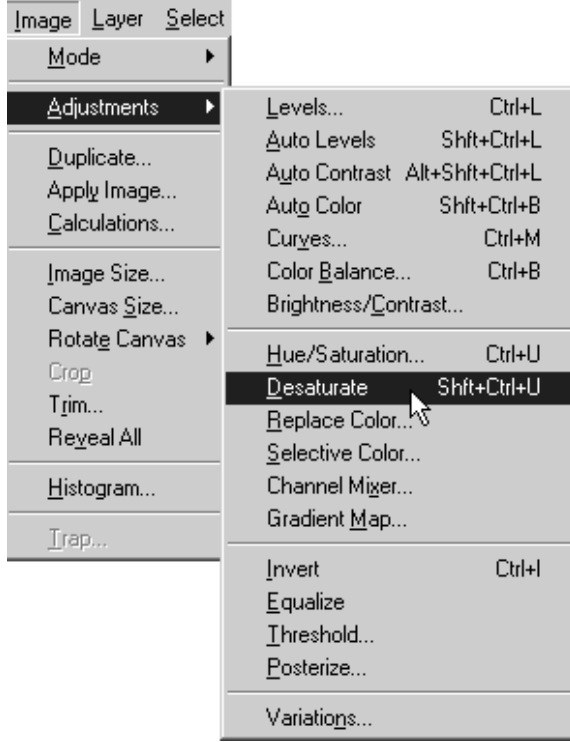 Image Layer Select
Mode
Adjustments
Duplicate...
Apply Image...
Calculations...
Image Size...
Canvas Size...
Rotate Canvas
Crop
Trim...
Reveal All
Histogram...
Trap...
Levels... Ctrl+L
Auto Levels Shft+Ctrl+L
Auto Contrast Alt+Shft+Ctrl+L
Auto Color Shft+Ctrl+B
Curves... Ctrl+M
Color Balance... Ctrl+B
Brightness/Contrast...
Hue/Saturation... Ctrl+U
Desaturate Shft+Ctrl+U
Replace Color...
Selective Color...
Channel Mixer...
Gradient Map...
Invert Ctrl+I
Equalize
Threshold...
Posterize...
Variations...